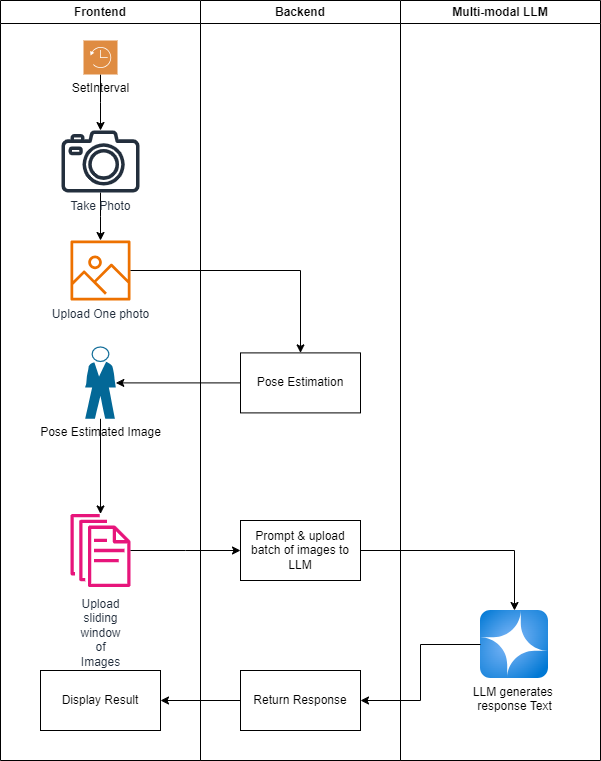 Frontend
Backend
Multi-modal LLM
SetInterval
Take Photo
Upload One photo
Pose Estimation
Pose Estimated Image
Upload
sliding
window
of
Images
Prompt & upload
batch of images to
LLM
LLM generates
response Text
Return Response
Display Result